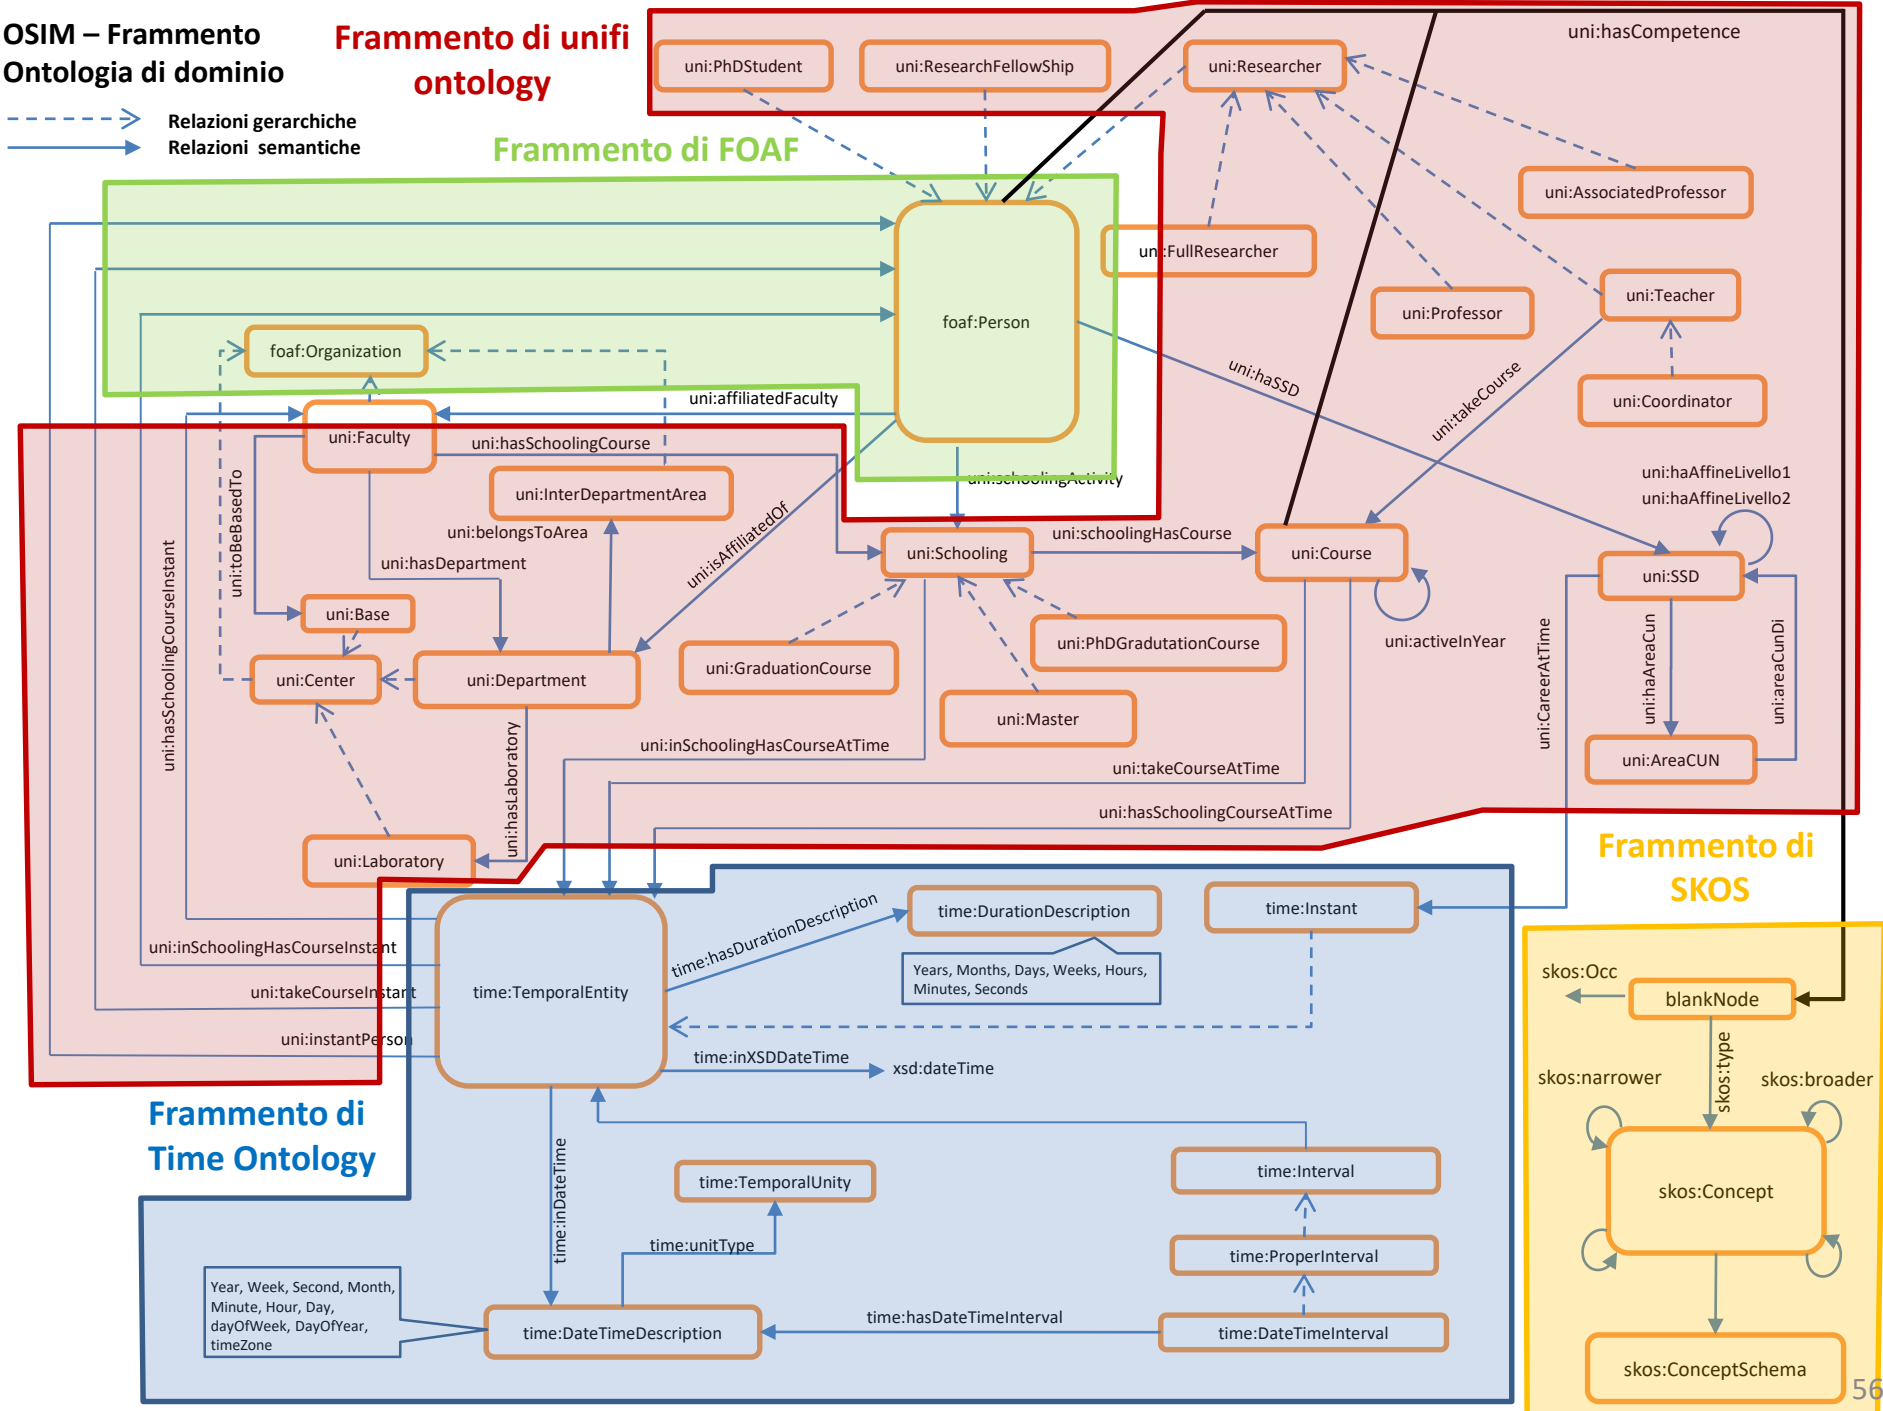 OSIM – Frammento
Ontologia di dominio
Relazioni gerarchiche
Relazioni semantiche
Frammento di unifi
ontology
Frammento di FOAF
uni:hasCompetence
uni:PhDStudent
uni:ResearchFellowShip
uni:Researcher
uni:AssociatedProfessor
uni:FullResearcher
uni:Professor
uni:Teacher
uni:Coordinator
foaf:Person
foaf:Organization
uni:haSSD
uni:takeCourse
uni:affiliatedFaculty
uni:Faculty
uni:hasSchoolingCourse
uni:schoolingActivity
uni:haAffineLivello1
uni:haAffineLivello2
uni:InterDepartmentArea
uni:belongsToArea
uni:toBeBasedTo
uni:hasSchoolingCourseInstant
uni:hasDepartment
uni:isAffiliatedOf
uni:Schooling
uni:schoolingHasCourse
uni:Course
uni:SSD
uni:Base
uni:Center
uni:Department
uni:GraduationCourse
uni:PhDGradutationCourse
uni:Master
uni:activeInYear
uni:CareerAtTime
uni:haAreaCun
uni:areaCunDi
uni:AreaCUN
uni:inSchoolingHasCourseAtTime
uni:takeCourseAtTime
uni:hasSchoolingCourseAtTime
uni:hasLaboratory
uni:Laboratory
Frammento di
SKOS
time:hasDurationDescription
time:DurationDescription
time:Instant
Years, Months, Days, Weeks, Hours,
Minutes, Seconds
uni:inSchoolingHasCourseInstant
uni:takeCourseInstant
uni:instantPerson
time:TemporalEntity
time:inXSDDateTime
xsd:dateTime
skos:Occ
blankNode
skos:type
skos:narrower
skos:broader
skos:Concept
skos:ConceptSchema
Frammento di
Time Ontology
time:inDateTime
time:TemporalUnity
time:unitType
time:Interval
time:ProperInterval
time:hasDateTimeInterval
time:DateTimeInterval
time:DateTimeDescription
Year, Week, Second, Month,
Minute, Hour, Day,
dayOfWeek, DayOfYear,
timeZone
56